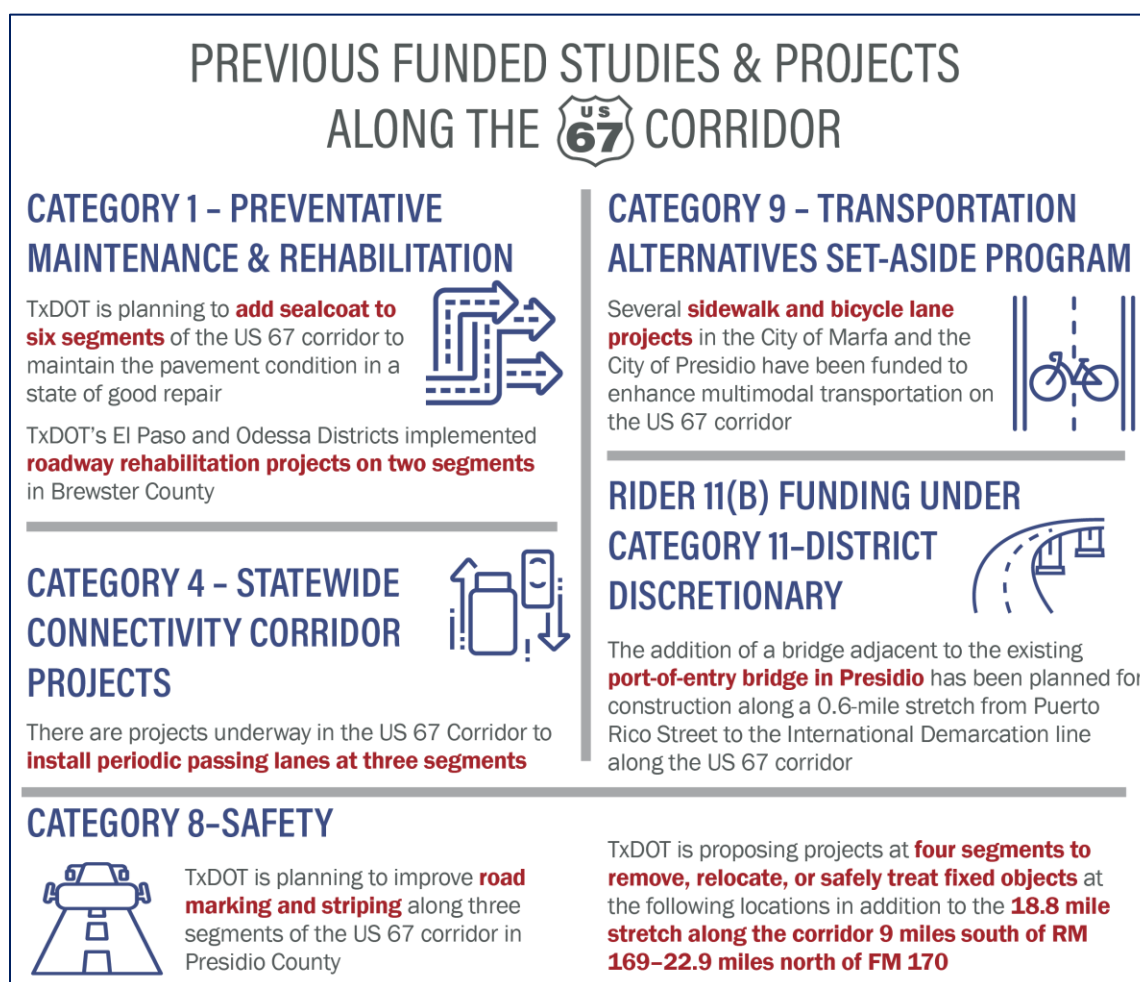 PREVIOUS FUNDED STUDIES & PROJECTS
ALONG THE US 67 CORRIDOR
CATEGORY 1 – PREVENTATIVE
MAINTENANCE & REHABILITATION
TxDOT is planning to add sealcoat to
six segments of the US 67 corridor to
maintain the pavement condition in a
state of good repair
TxDOT’s El Paso and Odessa Districts implemented
roadway rehabilitation projects on two segments
in Brewster County
CATEGORY 4 – STATEWIDE
CONNECTIVITY CORRIDOR
PROJECTS
There are projects underway in the US 67 Corridor to
install periodic passing lanes at three segments
CATEGORY 9 – TRANSPORTATION
ALTERNATIVES SET-ASIDE PROGRAM
Several sidewalk and bicycle lane
projects in the City of Marfa and the
City of Presidio have been funded to
enhance multimodal transportation on
the US 67 corridor
RIDER 11(B) FUNDING UNDER
CATEGORY 11–DISTRICT
DISCRETIONARY
The addition of a bridge adjacent to the existing
port-of-entry bridge in Presidio has been planned for
construction along a 0.6-mile stretch from Puerto
Rico Street to the International Demarcation line
along the US 67 corridor
CATEGORY 8–SAFETY
TxDOT is planning to improve road
marking and striping along three
segments of the US 67 corridor in
Presidio County
TxDOT is proposing projects at four segments to
remove, relocate, or safely treat fixed objects at
the following locations in addition to the 18.8 mile
stretch along the corridor 9 miles south of RM
169–22.9 miles north of FM 170